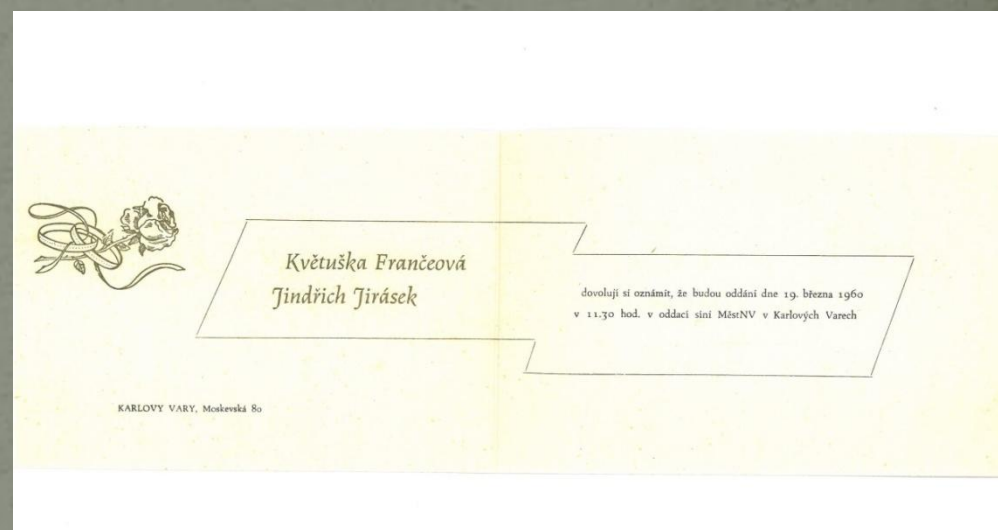 Květuška Frančeová
Jindřich Jirásek
dovolují si oznámit, že budou oddáni dne 19. března 1960
v 11.30 hod. v oddací síni MěstNV v Karlových Varech
KARLOVY VARY, Moskevská 80